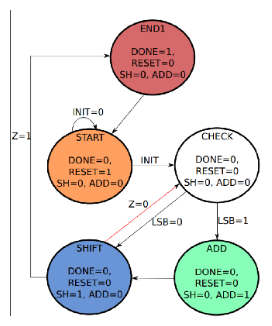 END1
DONE=1,
RESET=0
SH=0, ADD=0
INIT=0
Z=1
START
DONE=0,
RESET=1
SH=0, ADD=0
INIT
CHECK
DONE=0,
RESET=0
SH=0, ADD=0
Z=0
LSB=0
LSB=1
SHIFT
DONE=0,
RESET=0
SH=1, ADD=0
ADD
DONE=0,
RESET=0
SH=0, ADD=1